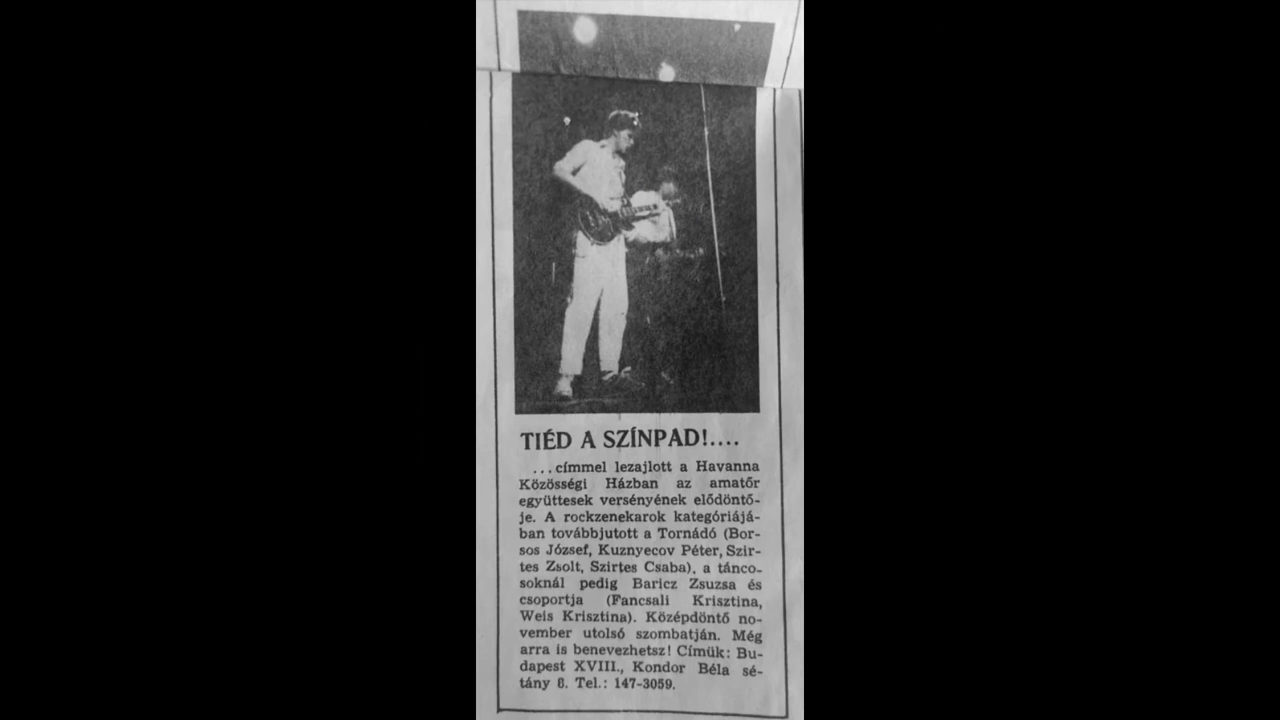 TIÉD A SZÍNPAD!....
...címmel lezajlott a Havanna
Közösségi Házban az amatőr
együttesek versényének elődöntő-
je. A rockzenekarok kategóriájá-
ban továbbjutott a Tornádó (Bor-
sos József, Kuznyecov Péter, Szir-
tes Zsolt, Szirtes Csaba), a tánco-
soknál pedig Baricz Zsuzsa és
csoportja (Fancsali Krisztina,
Weis Krisztina). Középdöntő no-
vember utolsó szombatján. Még
arra is benevezhetsz! Címük: Bu-
dapest XVIII., Kondor Béla sé-
tány 8. Tel.: 147-3059.